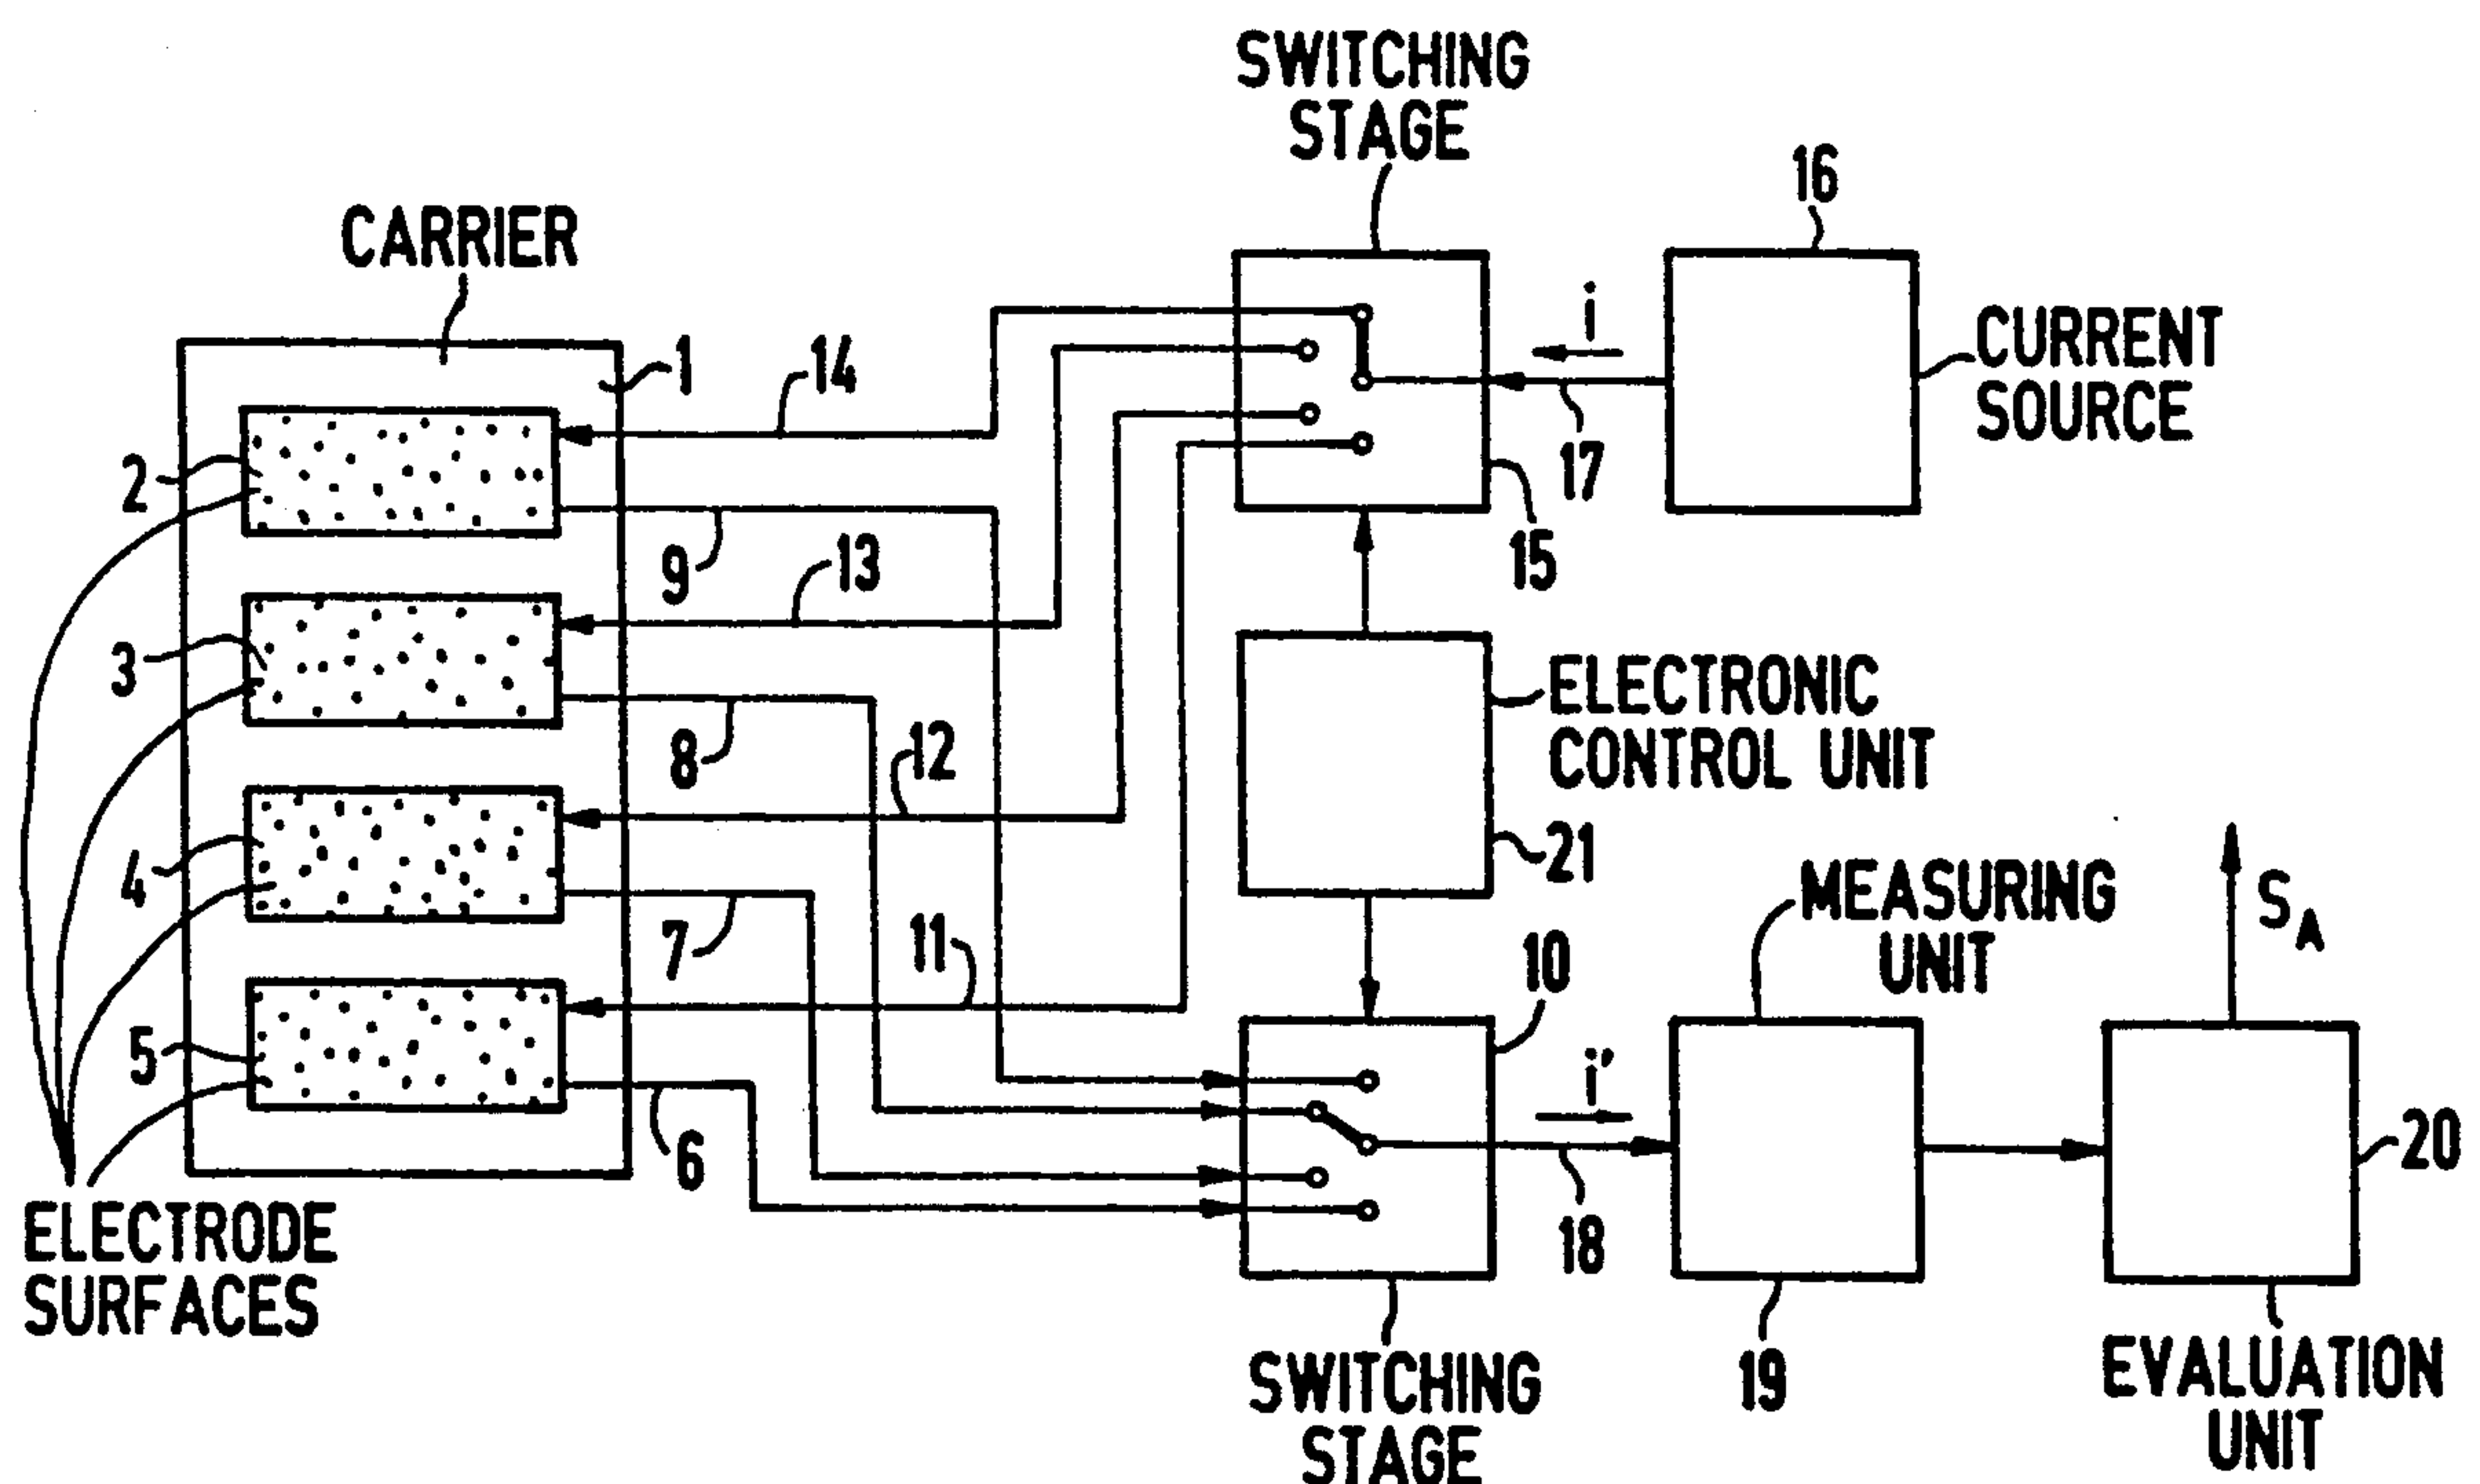 SWITCHING
STAGE
16
CARRIER
i
1
14
CURRENT
SOURCE
2
17
9
13
15
3
ELECTRONIC
CONTROL UNIT
8
12
21
4
MEASURING
UNIT
S A
7
11
10
5
i'
6
20
18
ELECTRODE
SURFACES
19
SWITCHING
STAGE
EVALUATION
UNIT